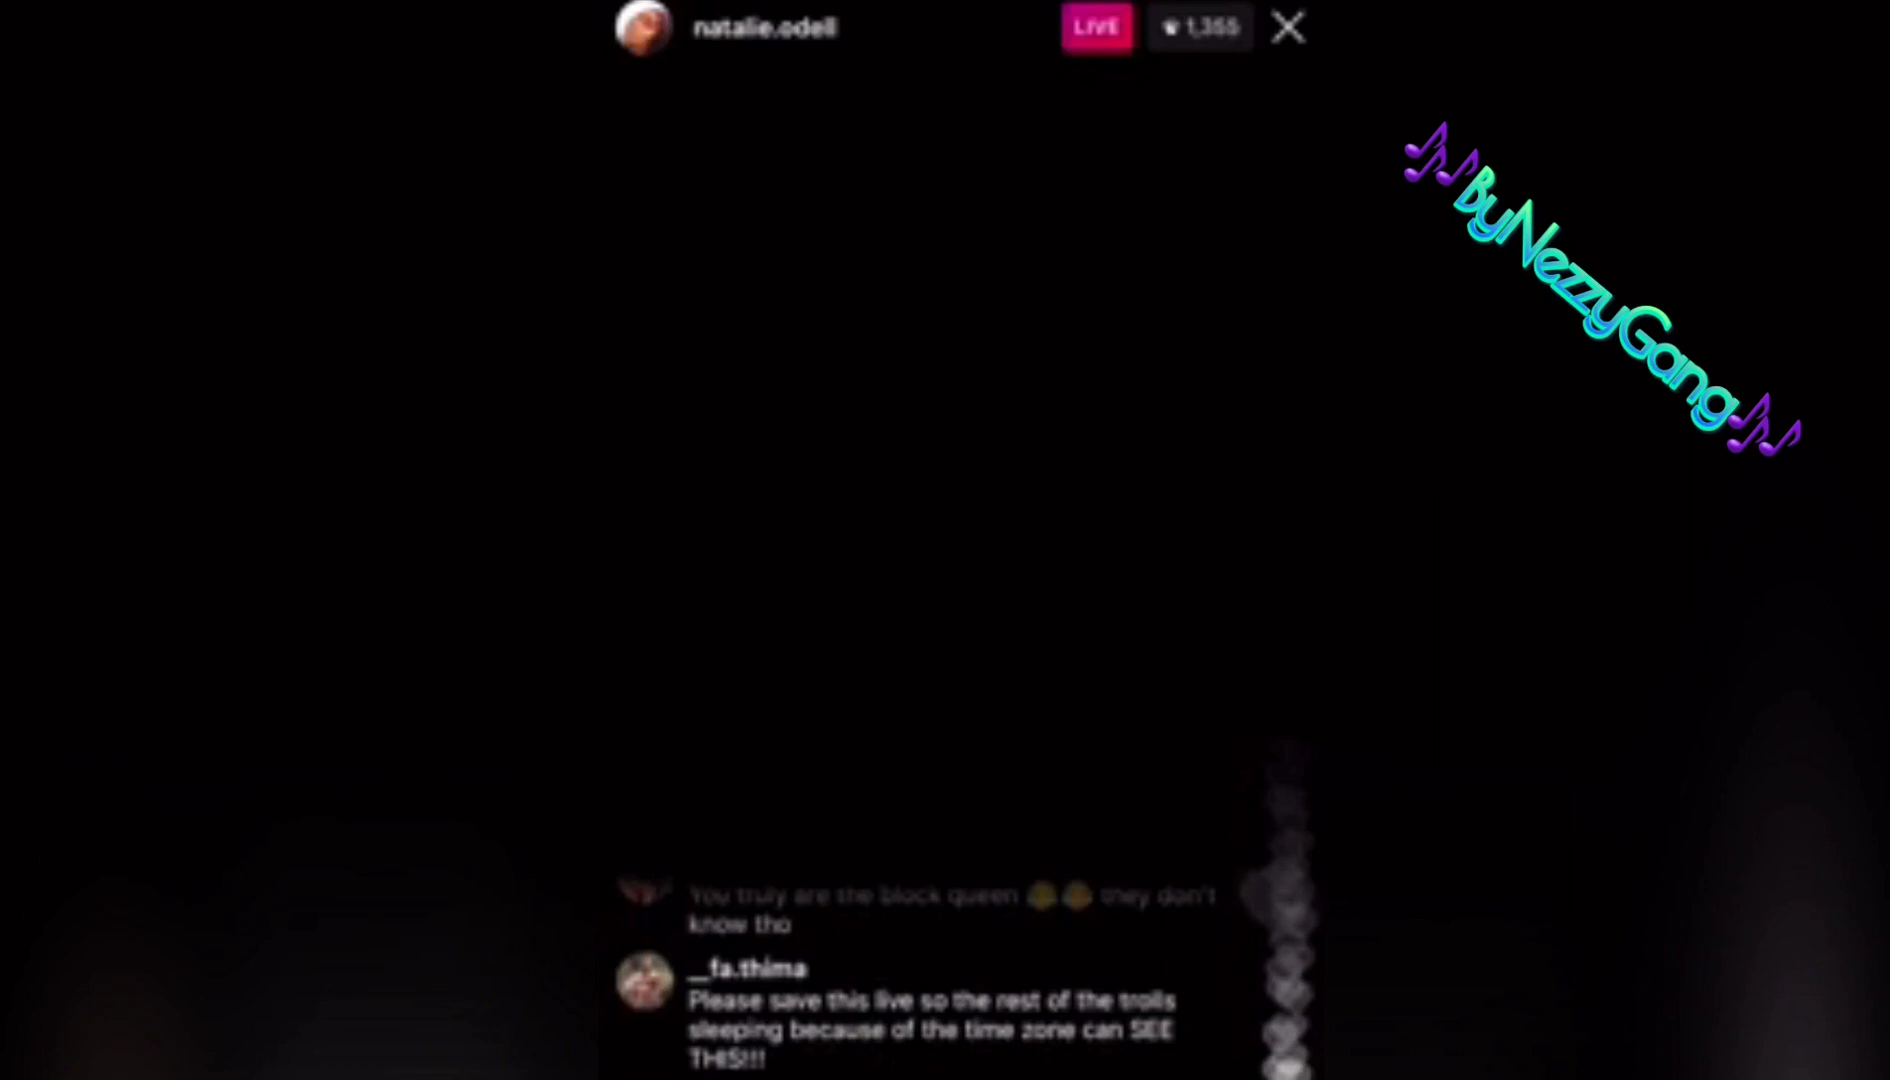 natalie.odell
LIVE
1,355
ByNezzyGang
You truly are the block queen 😂😂 they don't
know tho
__fa.thima
Please save this live so the rest of the trolls
sleeping because of the time zone can SEE
THIS!!!